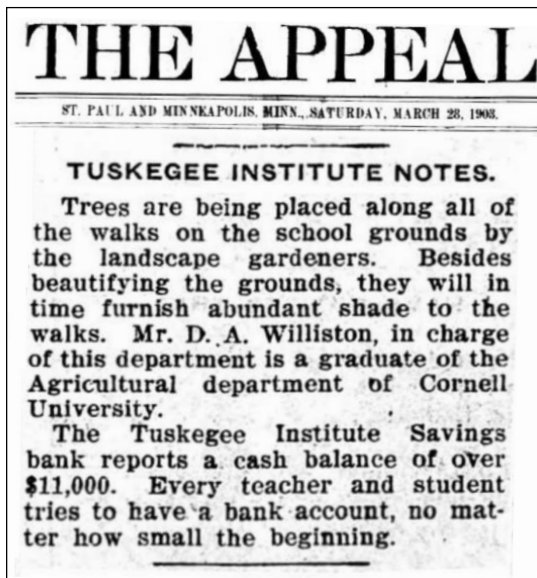 THE APPEAL
ST. PAUL AND MINNEAPOLIS, MINN., SATURDAY, MARCH 28, 1903.
TUSKEGEE INSTITUTE NOTES.
Trees are being placed along all of
the walks on the school grounds by
the landscape gardeners. Besides
beautifying the grounds, they will in
time furnish abundant shade to the
walks. Mr. D. A. Williston, in charge
of this department is a graduate of the
Agricultural department of Cornell
University.
The Tuskegee Institute Savings
bank reports a cash balance of over
$11,000. Every teacher and student
tries to have a bank account, no mat-
ter how small the beginning.